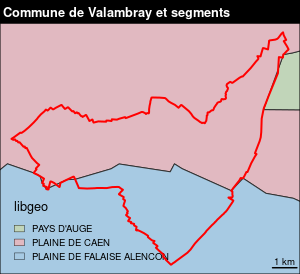 Commune de Valambray et segments
libgeo
PAYS D'AUGE
PLAINE DE CAEN
PLAINE DE FALAISE ALENCON
1 km